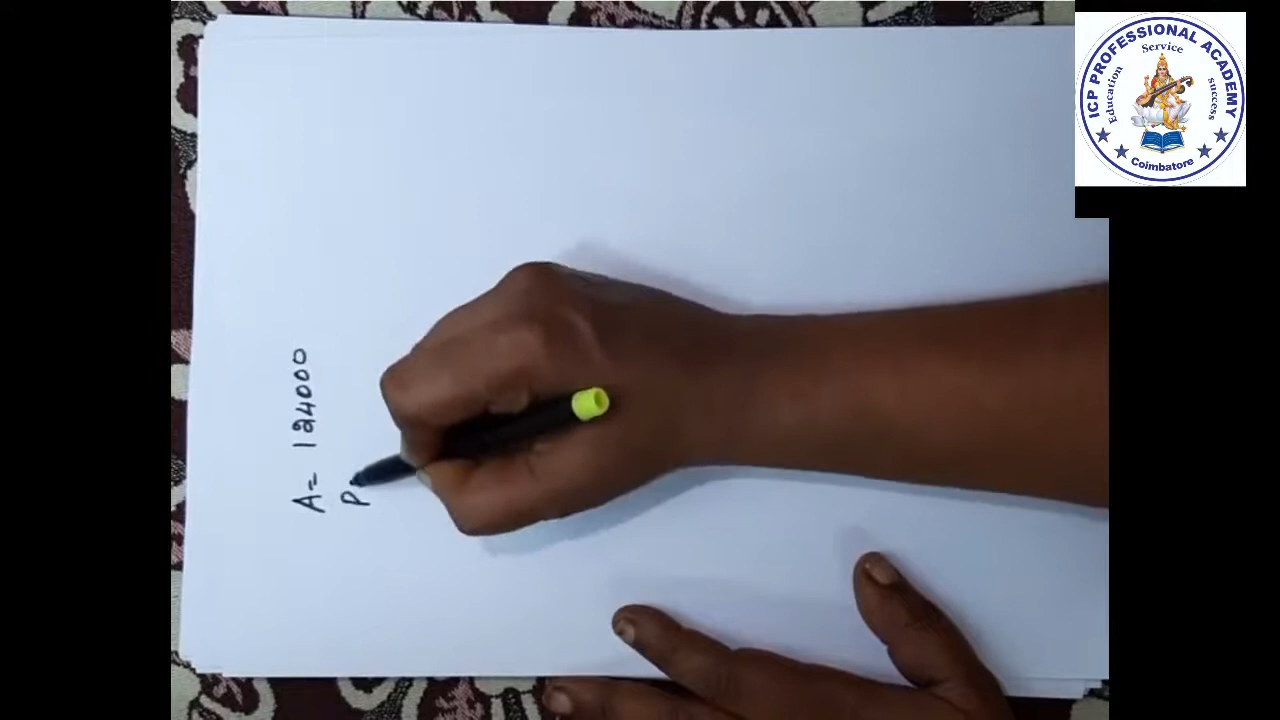 A= 124000
P
ICP PROFESSIONAL ACADEMY
Education
Service
success
Coimbatore